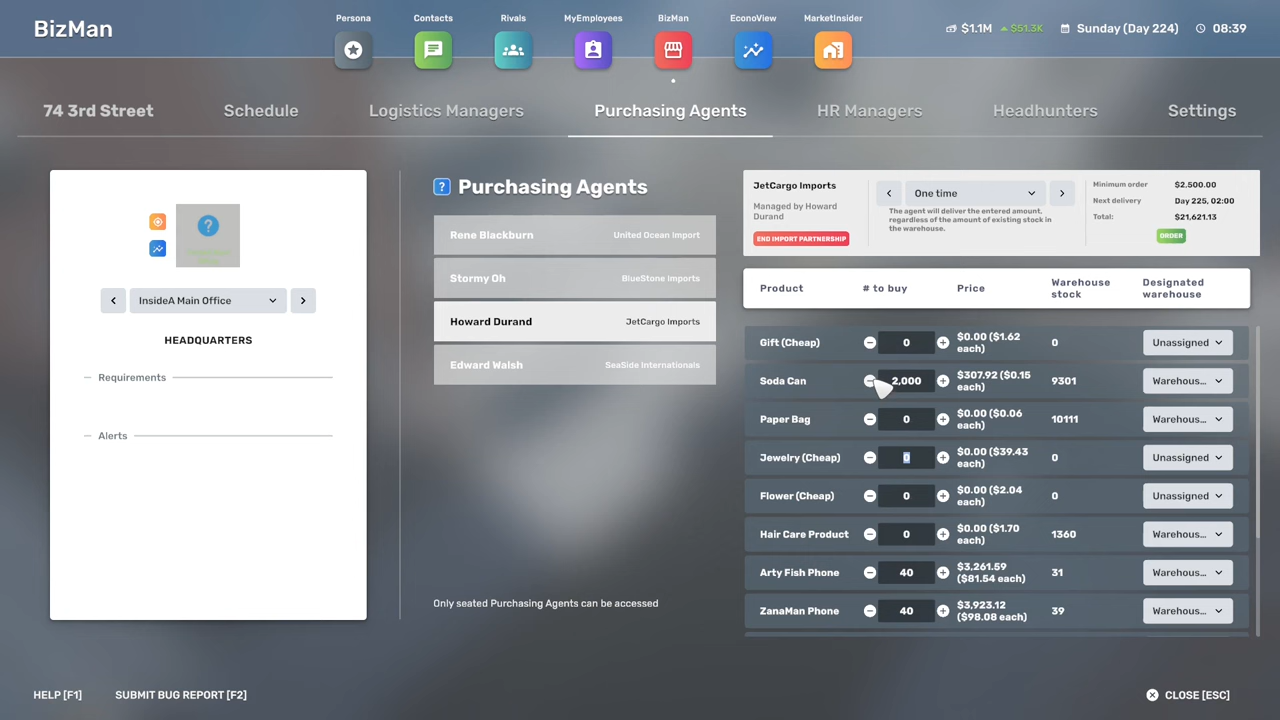 BizMan
Persona
Contacts
Rivals
MyEmployees
BizMan
EconoView
MarketInsider
$1.1M
$51.3K
Sunday (Day 224)
08:39
74 3rd Street
Schedule
Logistics Managers
Purchasing Agents
HR Managers
Headhunters
Settings
?
InsideA Main Office
HEADQUARTERS
Requirements
Alerts
? Purchasing Agents
Rene Blackburn United Ocean Import
Stormy Oh BlueStone Imports
Howard Durand JetCargo Imports
Edward Walsh SeaSide Internationals
Only seated Purchasing Agents can be accessed
JetCargo Imports
Managed by Howard
Durand
END IMPORT PARTNERSHIP
One time
The agent will deliver the entered amount,
regardless of the amount of existing stock in
the warehouse.
Minimum order $2,500.00
Next delivery Day 225, 02:00
Total: $21,621.13
ORDER
Product # to buy Price Warehouse stock Designated warehouse
Gift (Cheap) 0 $0.00 ($1.62 each) 0 Unassigned
Soda Can 2,000 $307.92 ($0.15 each) 9301 Warehous...
Paper Bag 0 $0.00 ($0.06 each) 10111 Warehous...
Jewelry (Cheap) 0 $0.00 ($39.43 each) 0 Unassigned
Flower (Cheap) 0 $0.00 ($2.04 each) 0 Unassigned
Hair Care Product 0 $0.00 ($1.70 each) 1360 Warehous...
Arty Fish Phone 40 $3,261.59 ($81.54 each) 31 Warehous...
ZanaMan Phone 40 $3,923.12 ($98.08 each) 39 Warehous...
HELP [F1]
SUBMIT BUG REPORT [F2]
CLOSE [ESC]